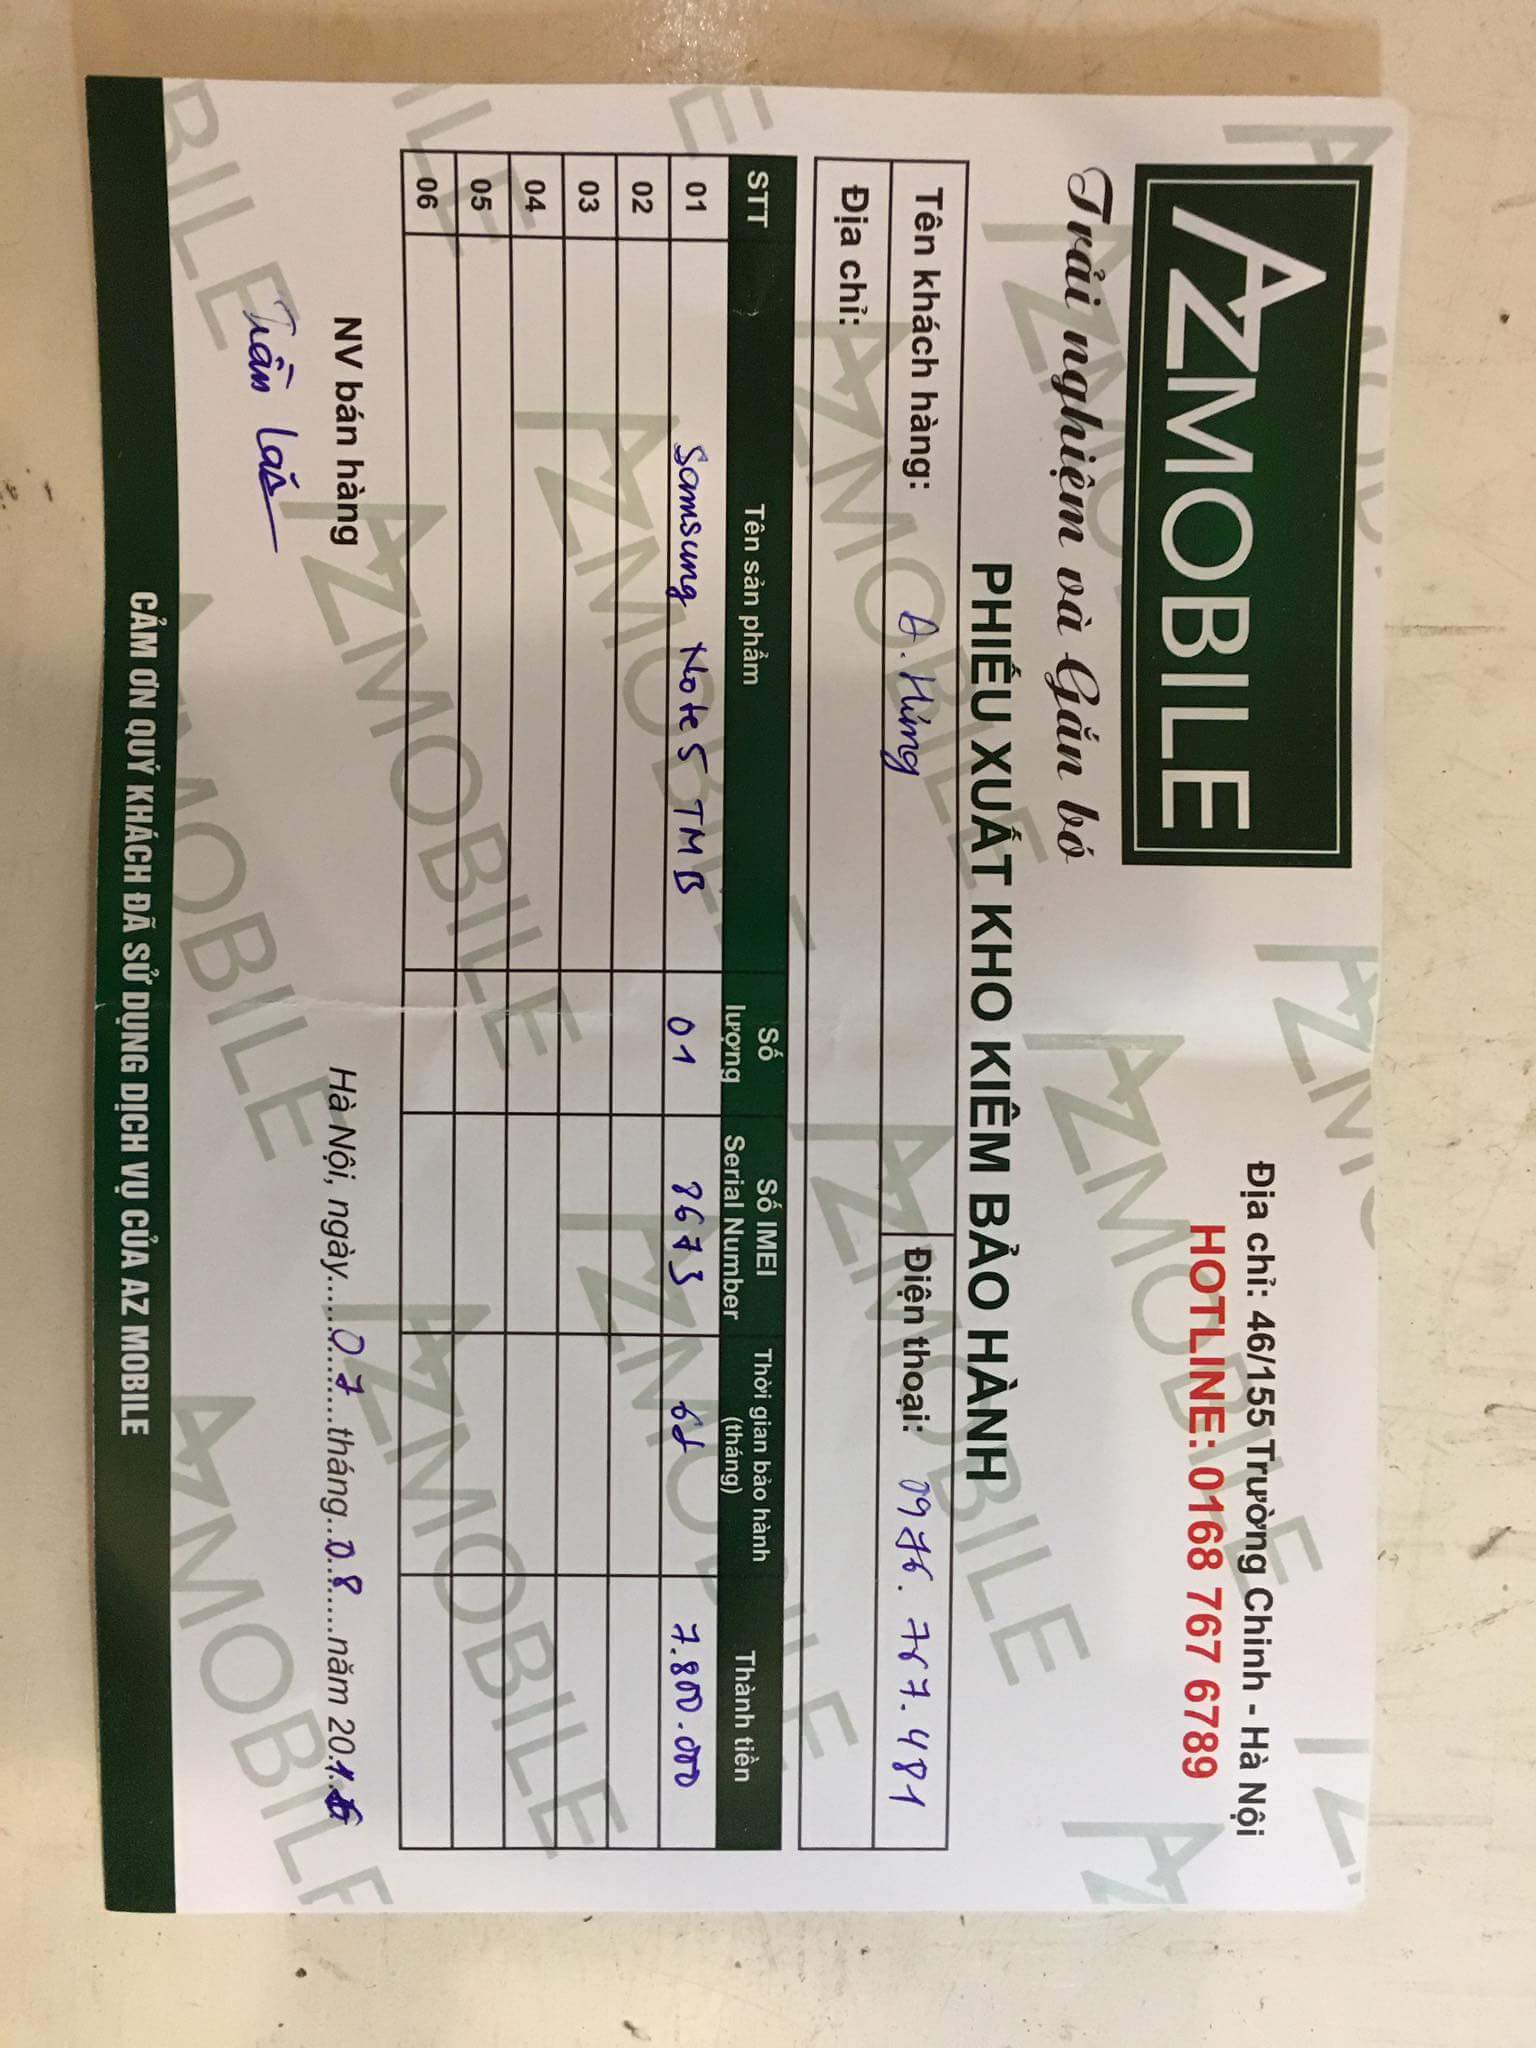 AZMOBILE
Trải nghiệm và Gắn bó
Địa chỉ: 46/155 Trường Chinh - Hà Nội
HOTLINE: 0168 767 6789
PHIẾU XUẤT KHO KIÊM BẢO HÀNH
Tên khách hàng: A. Hưng Điện thoại: 0976.767.481
Địa chỉ:
STT Tên sản phẩm Số lượng Số IMEI Serial Number Thời gian bảo hành (tháng) Thành tiền
01 Samsung Note 5 TMB 01 8673 7.800.000
02
03
04
05
06
NV bán hàng
Hà Nội, ngày 07 tháng 08 năm 2016
CẢM ƠN QUÝ KHÁCH ĐÃ SỬ DỤNG DỊCH VỤ CỦA AZ MOBILE